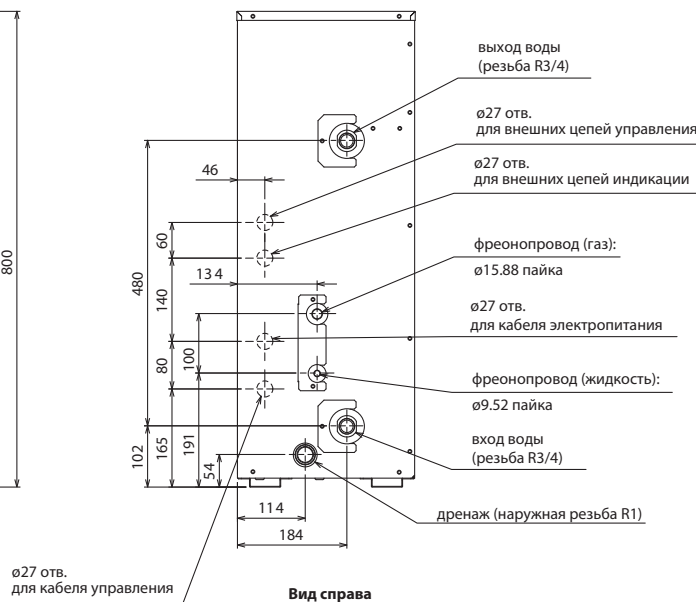 выход воды
(резьба R3/4)
ø27 отв.
для внешних цепей управления
46
ø27 отв.
для внешних цепей индикации
60
800
480
134
фреонопровод (газ):
ø15.88 пайка
140
ø27 отв.
для кабеля электропитания
100
80
фреонопровод (жидкость):
ø9.52 пайка
102
165
191
54
вход воды
(резьба R3/4)
114
дренаж (наружная резьба R1)
184
ø27 отв.
для кабеля управления
Вид справа